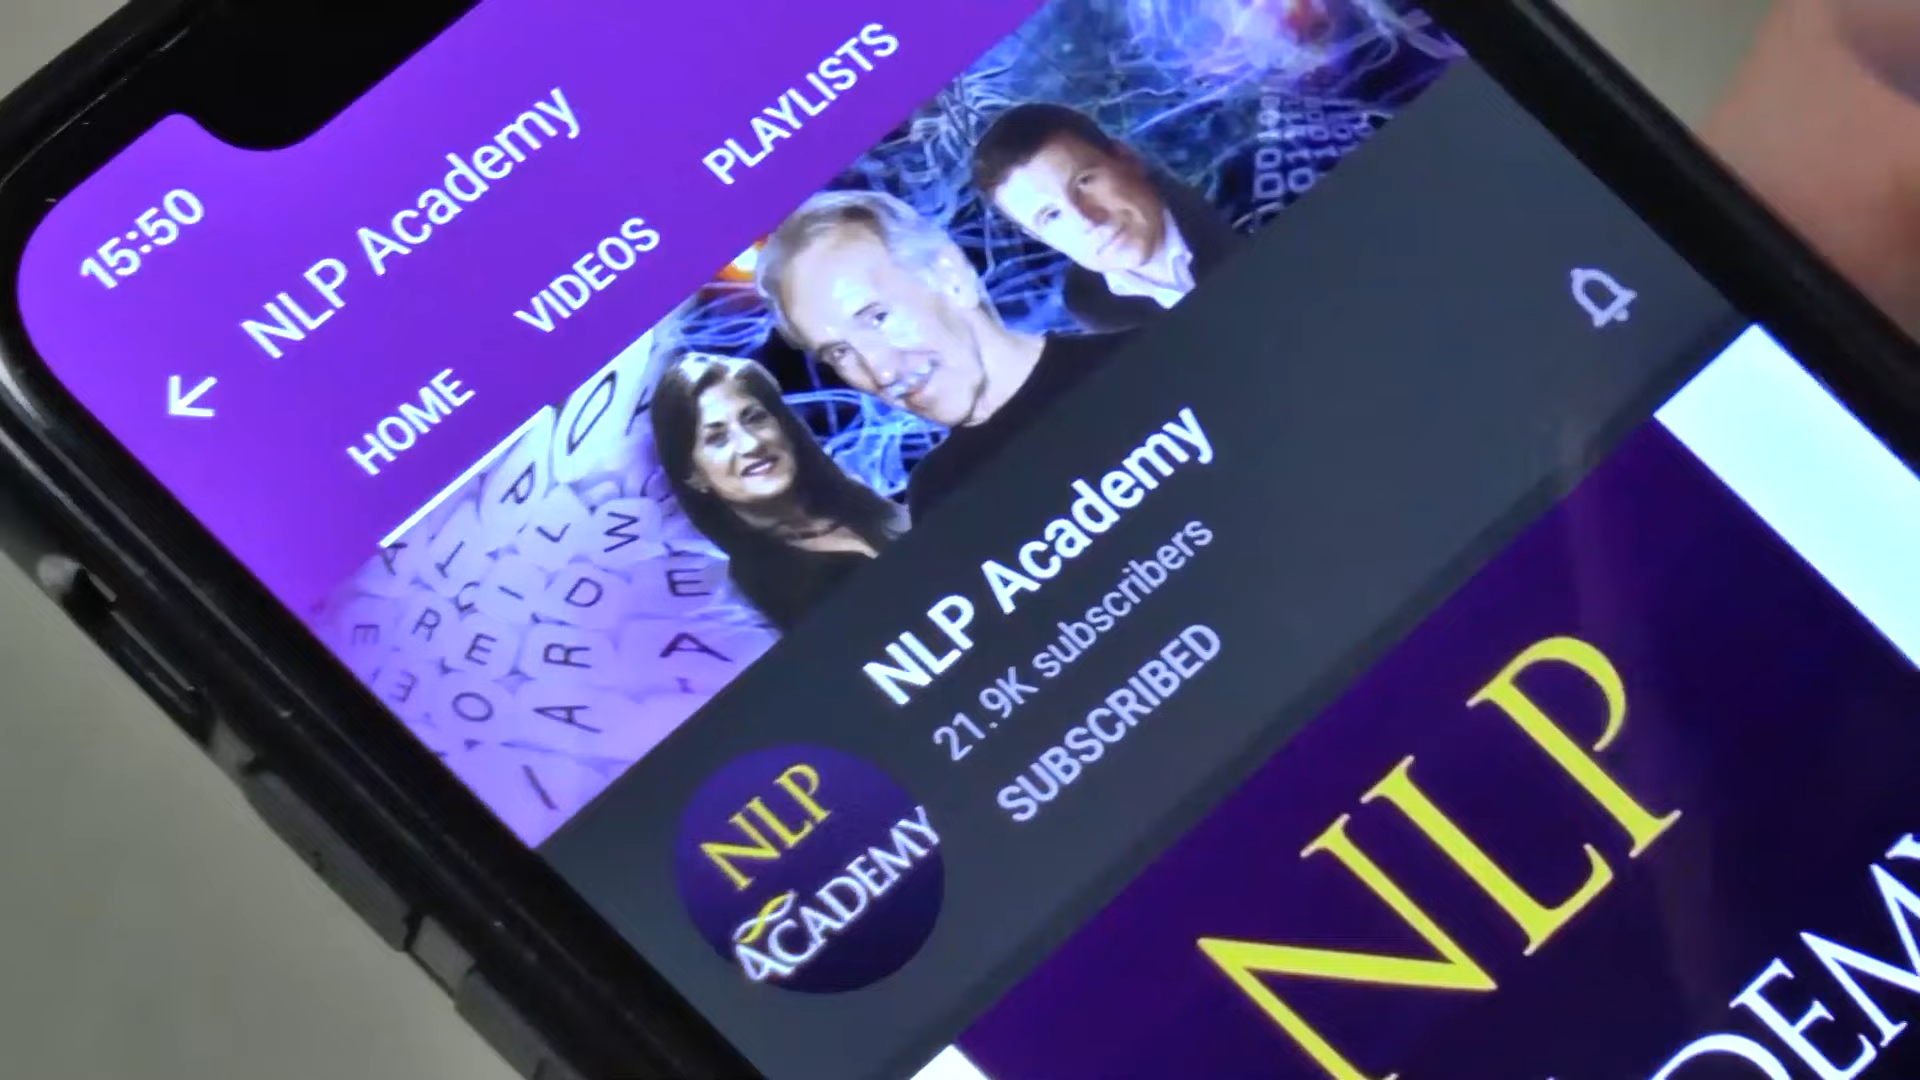 15:50
NLP Academy
HOME
VIDEOS
PLAYLISTS
NLP Academy
21.9K subscribers
SUBSCRIBED
NLP
ACADEMY
NLP